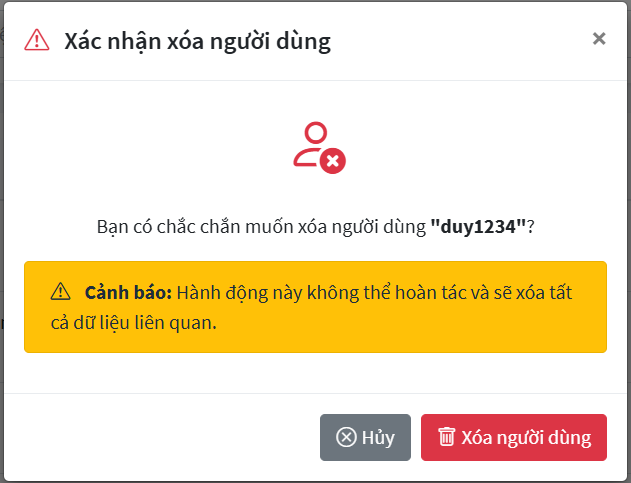 Xác nhận xóa người dùng
Bạn có chắc chắn muốn xóa người dùng "duy1234"?
Cảnh báo: Hành động này không thể hoàn tác và sẽ xóa tất
cả dữ liệu liên quan.
Hủy
Xóa người dùng